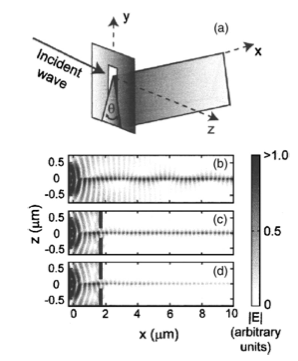 y
(a)
x
Incident
wave
θ
z
(b)
0.5
0
-0.5
(c)
0.5
0
-0.5
(d)
0.5
0
-0.5
z (μm)
0 2 4 6 8 10
x (μm)
>1.0
0.5
0
|E|
(arbitrary
units)